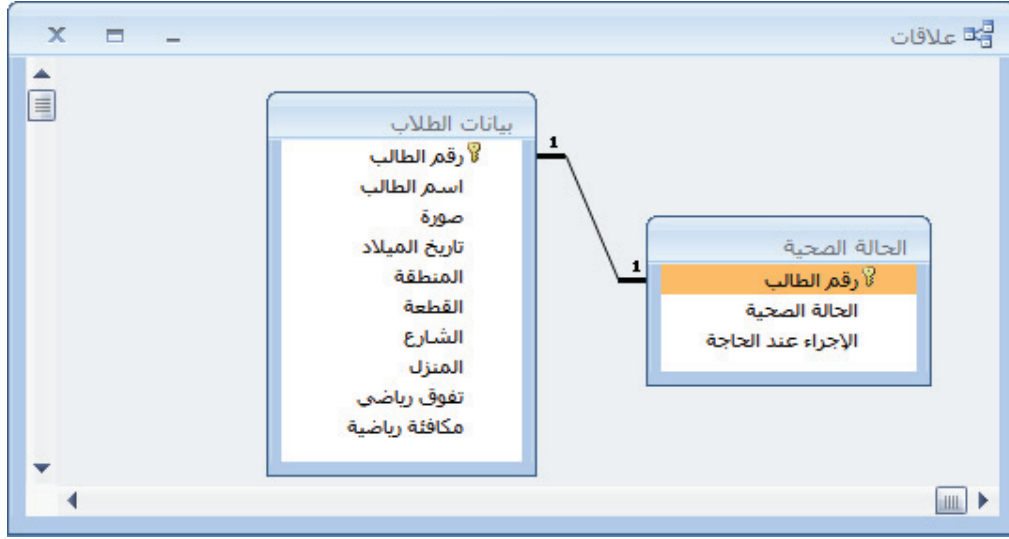 علاقات
بيانات الطلاب
رقم الطالب
اسم الطالب
صورة
تاريخ الميلاد
المنطقة
القطعة
الشارع
المنزل
تفوق رياضي
مكافئة رياضية
1
1
الحالة الصحية
رقم الطالب
الحالة الصحية
الإجراء عند الحاجة